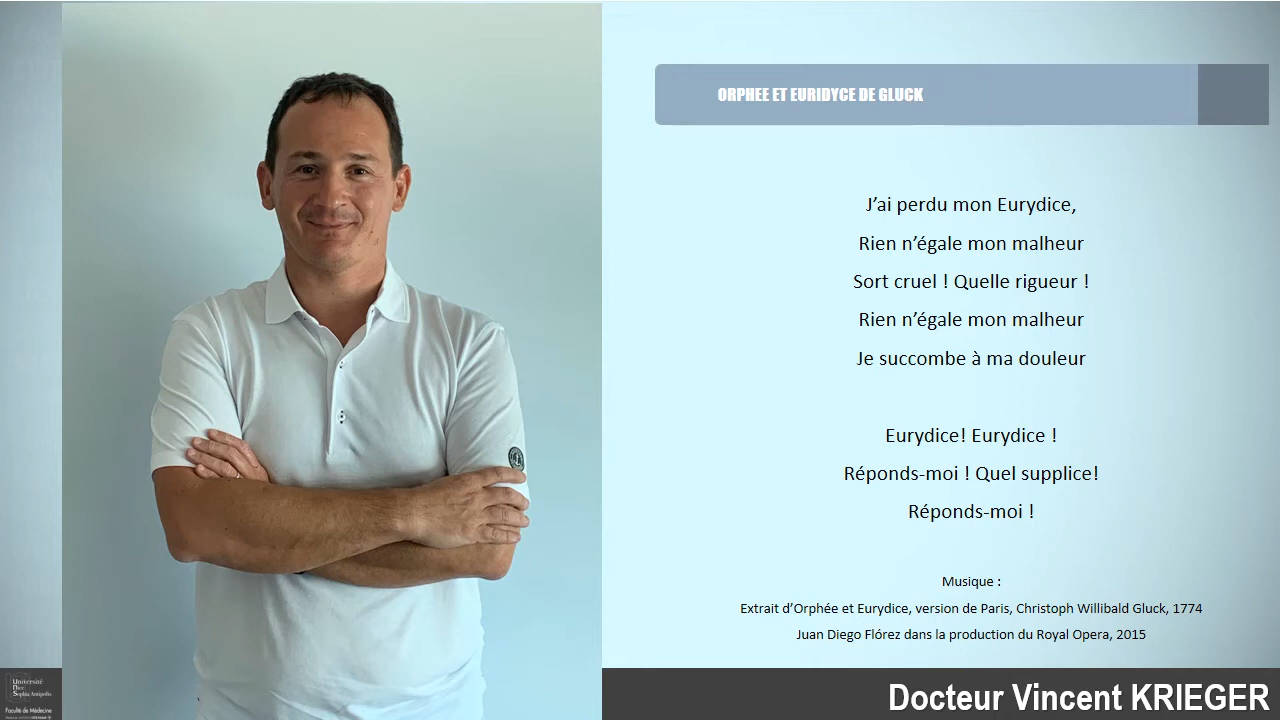 ORPHEE ET EURIDYCE DE GLUCK
J’ai perdu mon Eurydice,
Rien n’égale mon malheur
Sort cruel ! Quelle rigueur !
Rien n’égale mon malheur
Je succombe à ma douleur
Eurydice! Eurydice !
Réponds-moi ! Quel supplice!
Réponds-moi !
Musique :
Extrait d’Orphée et Eurydice, version de Paris, Christoph Willibald Gluck, 1774
Juan Diego Flórez dans la production du Royal Opera, 2015
Université
Nice
Sophia Antipolis
Faculté de Médecine
Docteur Vincent KRIEGER